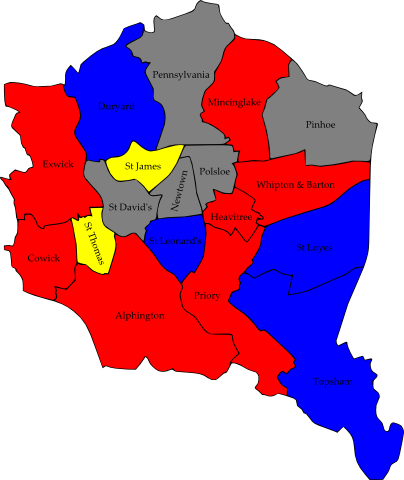 Pennsylvania
Duryard
Mincinglake
Pinhoe
Exwick
St James
Polsloe
Newtown
Whipton & Barton
St David's
Heavitree
St Thomas
St Leonard's
St Loyes
Cowick
Priory
Alphington
Topsham